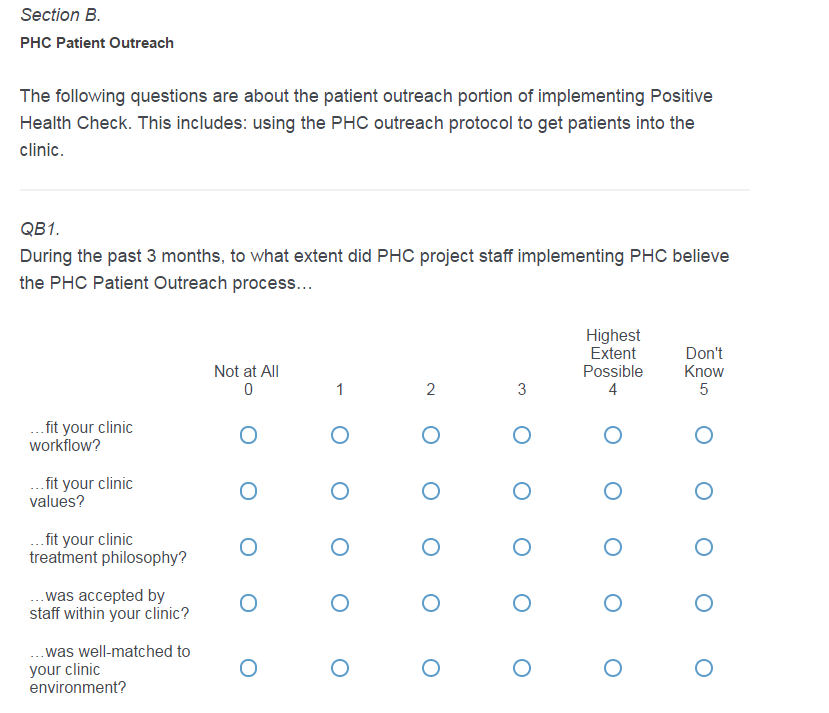 Section B.
PHC Patient Outreach
The following questions are about the patient outreach portion of implementing Positive
Health Check. This includes: using the PHC outreach protocol to get patients into the
clinic.
QB1.
During the past 3 months, to what extent did PHC project staff implementing PHC believe
the PHC Patient Outreach process…
Highest
Extent Don't
Not at All Possible Know
0 1 2 3 4 5
…fit your clinic
workflow?
…fit your clinic
values?
…fit your clinic
treatment philosophy?
…was accepted by
staff within your clinic?
…was well-matched to
your clinic
environment?